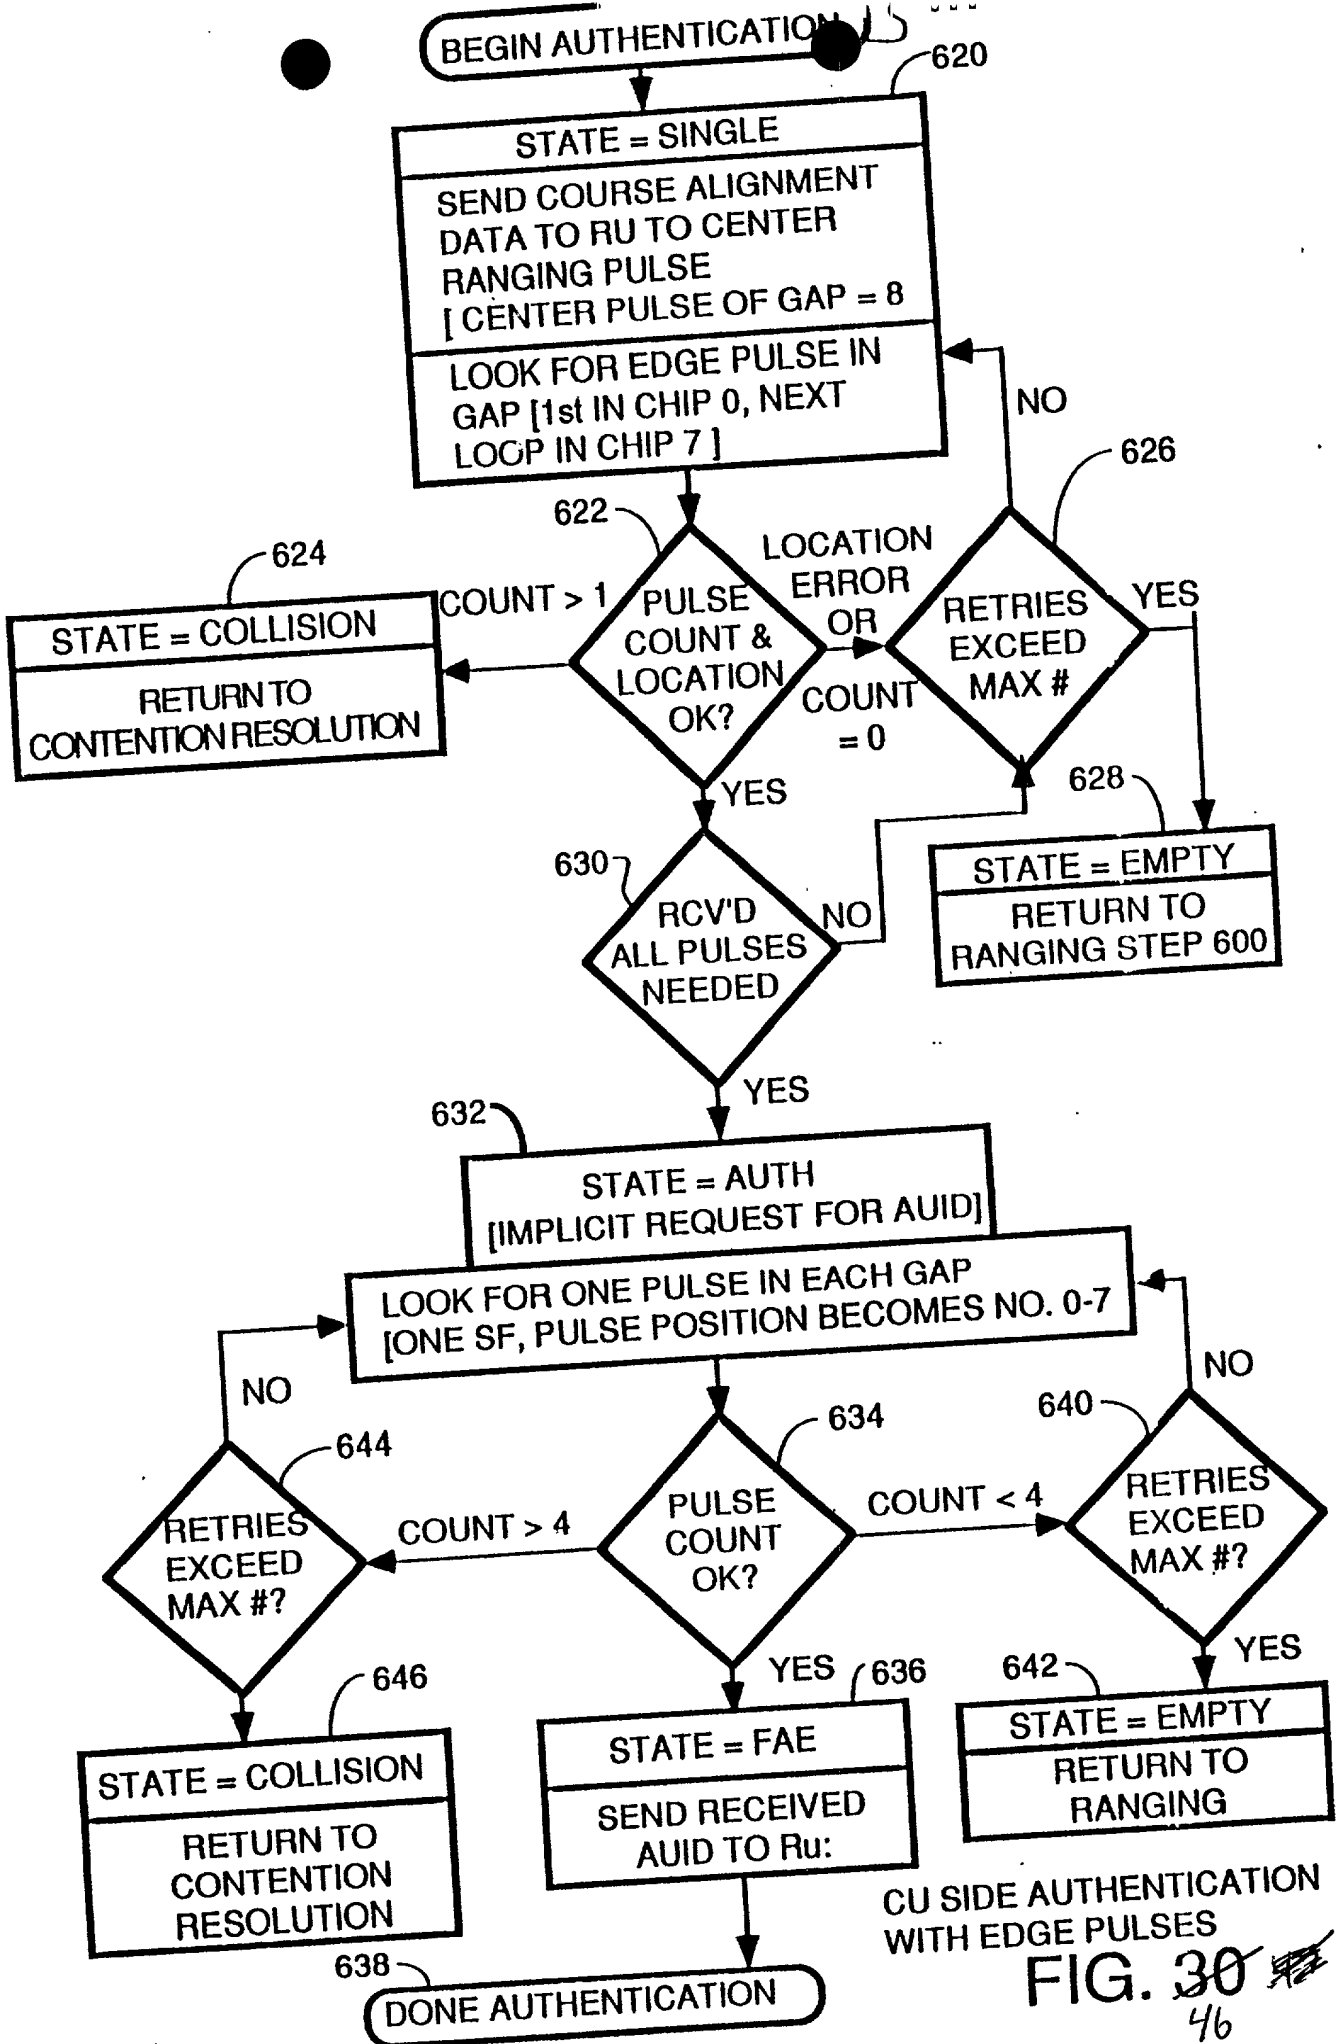 BEGIN AUTHENTICATION
620
STATE = SINGLE
SEND COURSE ALIGNMENT
DATA TO RU TO CENTER
RANGING PULSE
[ CENTER PULSE OF GAP = 8
LOOK FOR EDGE PULSE IN
GAP [1st IN CHIP 0, NEXT
LOOP IN CHIP 7 ]
NO
626
622
624
COUNT > 1
LOCATION
ERROR
OR
COUNT
= 0
PULSE
COUNT &
LOCATION
OK?
RETRIES
EXCEED
MAX #
YES
STATE = COLLISION
RETURN TO
CONTENTION RESOLUTION
YES
628
STATE = EMPTY
RETURN TO
RANGING STEP 600
630
RCV'D
ALL PULSES
NEEDED
NO
YES
632
STATE = AUTH
[IMPLICIT REQUEST FOR AUID]
LOOK FOR ONE PULSE IN EACH GAP
[ONE SF, PULSE POSITION BECOMES NO. 0-7
NO
NO
644
634
640
RETRIES
EXCEED
MAX #?
COUNT > 4
PULSE
COUNT
OK?
COUNT < 4
RETRIES
EXCEED
MAX #?
646
YES
636
642
YES
STATE = COLLISION
RETURN TO
CONTENTION
RESOLUTION
STATE = FAE
SEND RECEIVED
AUID TO Ru:
STATE = EMPTY
RETURN TO
RANGING
638
DONE AUTHENTICATION
CU SIDE AUTHENTICATION
WITH EDGE PULSES
FIG. 30
46